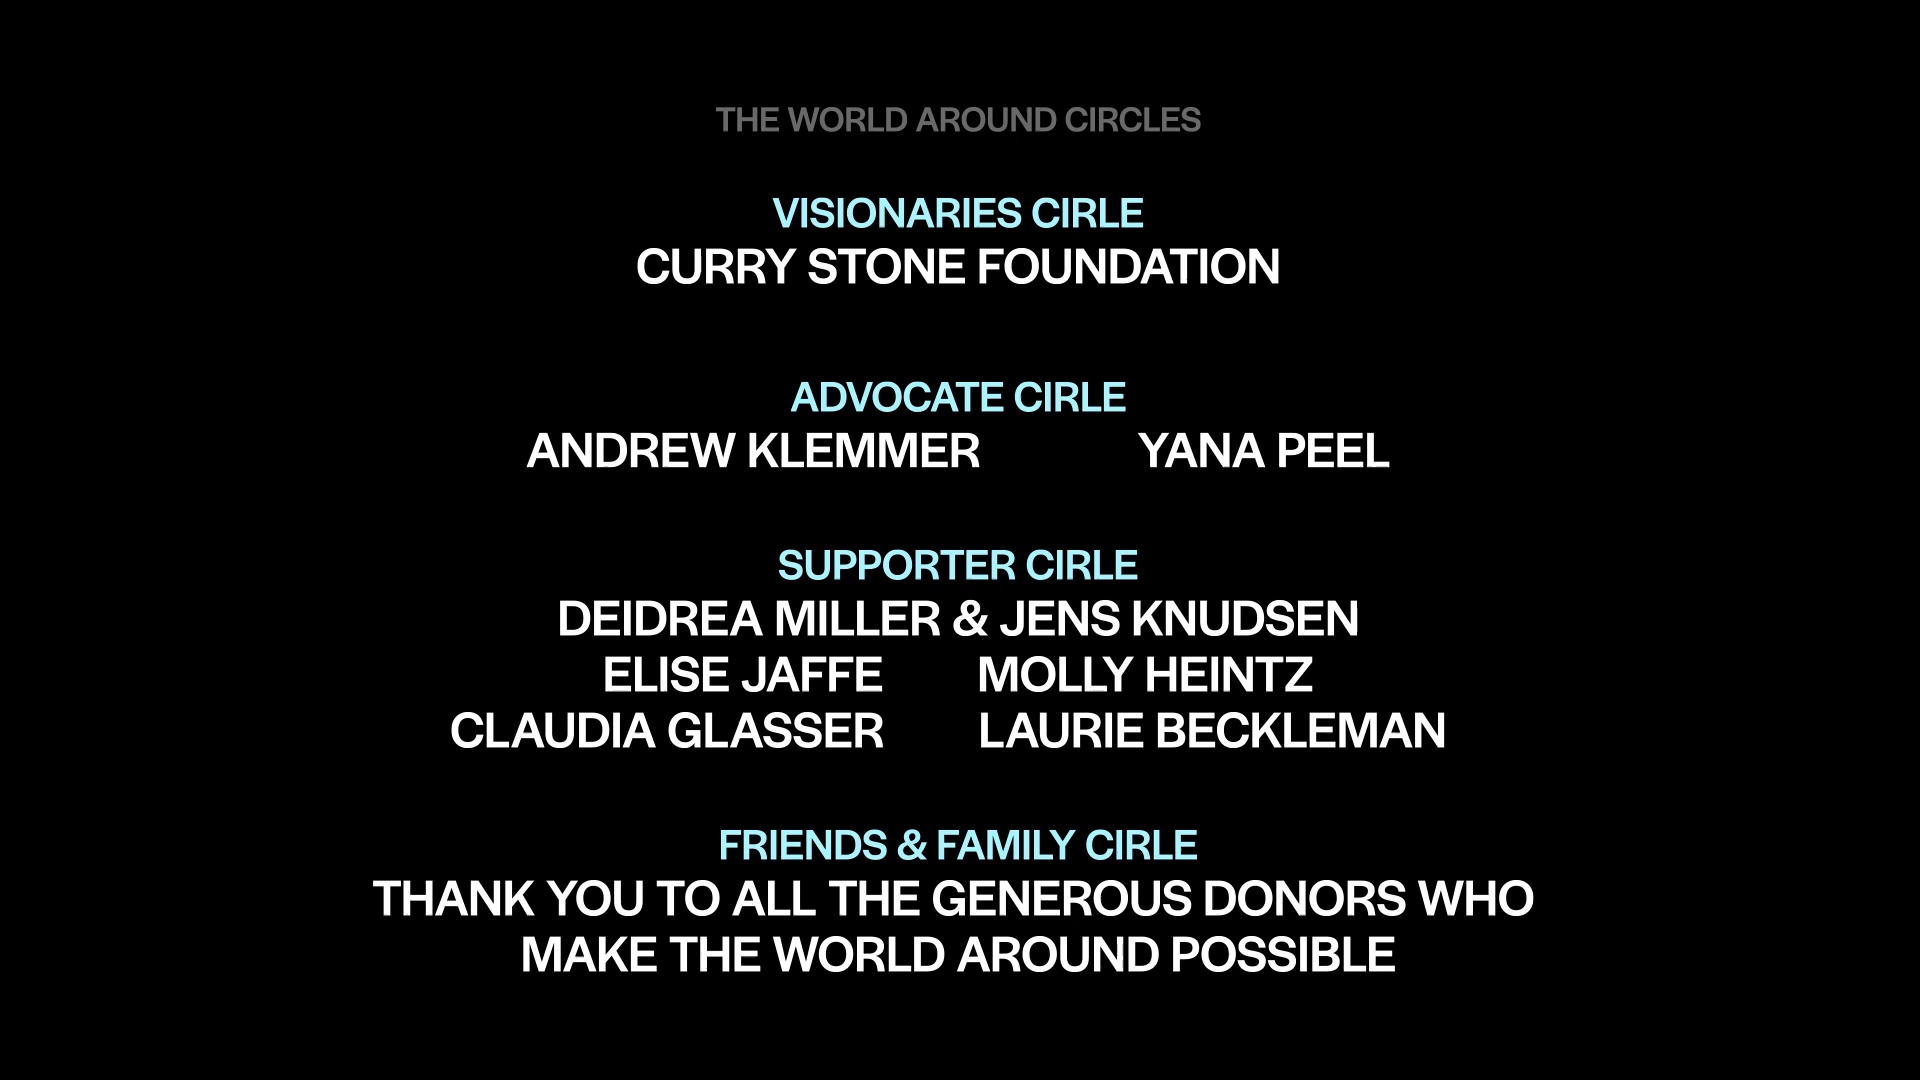 THE WORLD AROUND CIRCLES
VISIONARIES CIRLE
CURRY STONE FOUNDATION
ADVOCATE CIRLE
ANDREW KLEMMER YANA PEEL
SUPPORTER CIRLE
DEIDREA MILLER & JENS KNUDSEN
ELISE JAFFE MOLLY HEINTZ
CLAUDIA GLASSER LAURIE BECKLEMAN
FRIENDS & FAMILY CIRLE
THANK YOU TO ALL THE GENEROUS DONORS WHO
MAKE THE WORLD AROUND POSSIBLE